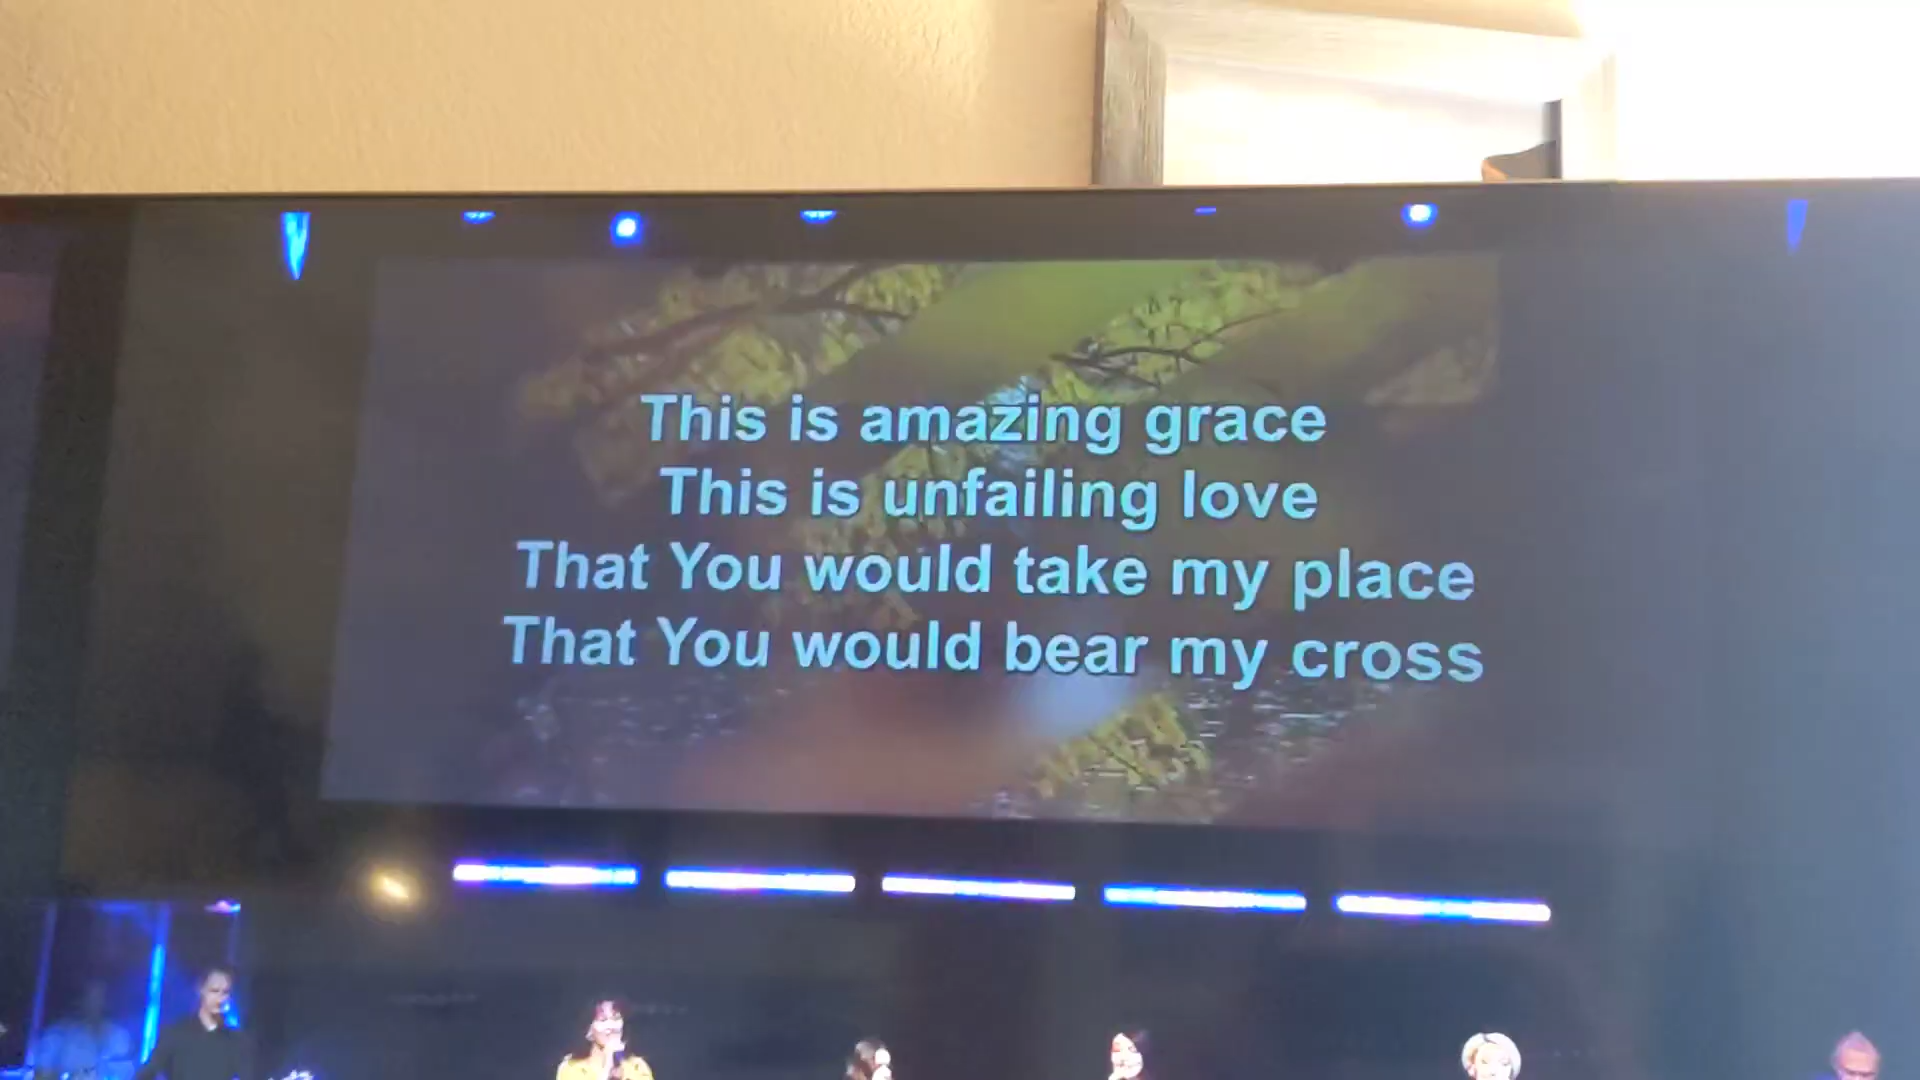 This is amazing grace
This is unfailing love
That You would take my place
That You would bear my cross